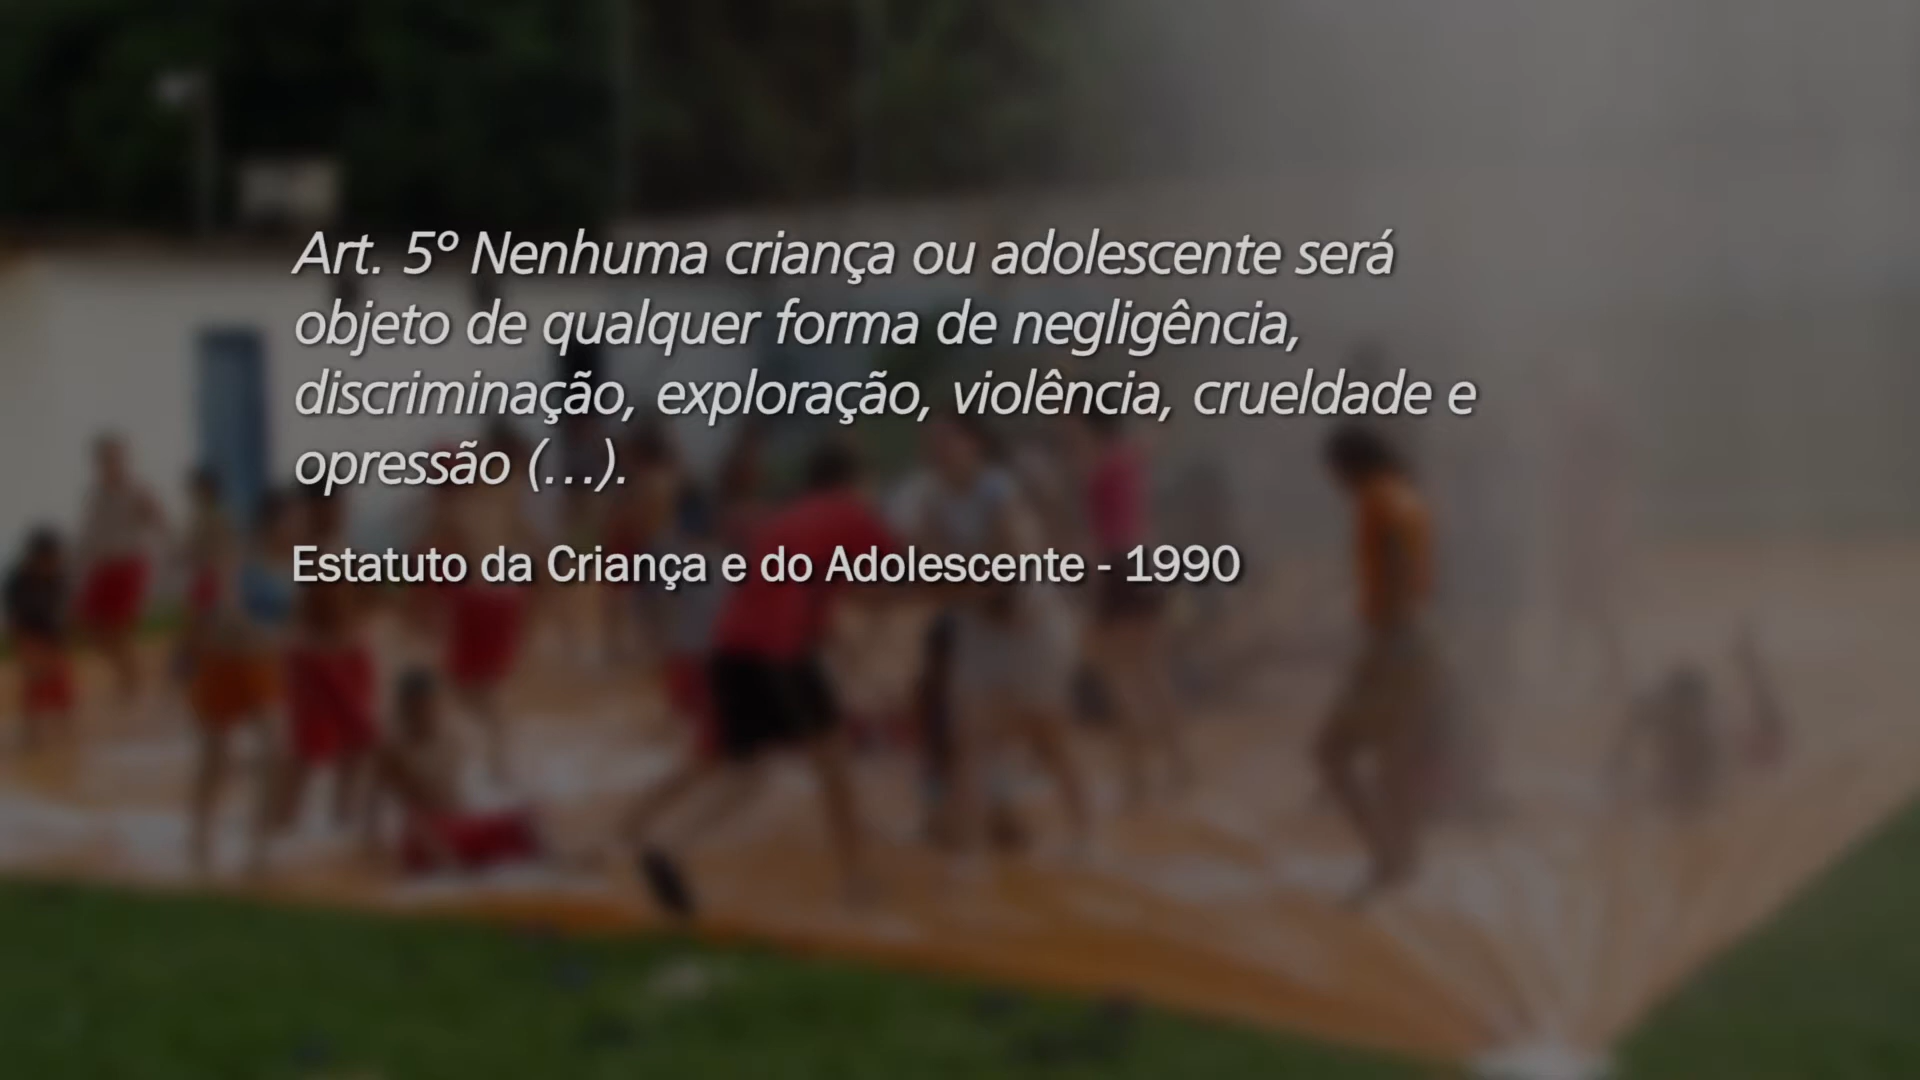 Art. 5º Nenhuma criança ou adolescente será
objeto de qualquer forma de negligência,
discriminação, exploração, violência, crueldade e
opressão (...).
Estatuto da Criança e do Adolescente - 1990